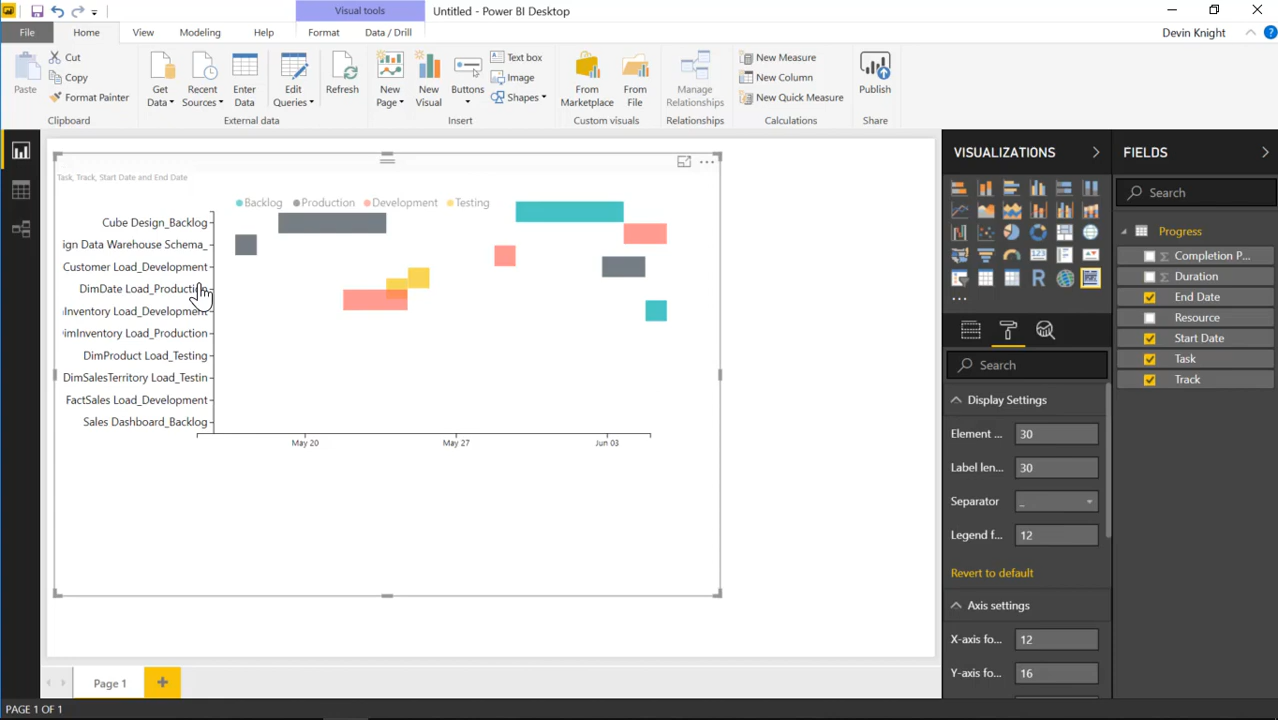 Visual tools
Untitled - Power BI Desktop
File
Home
View
Modeling
Help
Format
Data / Drill
Devin Knight
Paste
Cut
Copy
Format Painter
Clipboard
Get Data
Recent Sources
Enter Data
Edit Queries
Refresh
External data
New Page
New Visual
Buttons
Text box
Image
Shapes
Insert
From Marketplace
From File
Custom visuals
Manage Relationships
Relationships
New Measure
New Column
New Quick Measure
Calculations
Publish
Share
Task, Track, Start Date and End Date
Backlog
Production
Development
Testing
Cube Design_Backlog
ign Data Warehouse Schema_
Customer Load_Development
DimDate Load_Production
Inventory Load_Development
imInventory Load_Production
DimProduct Load_Testing
DimSalesTerritory Load_Testin
FactSales Load_Development
Sales Dashboard_Backlog
May 20
May 27
Jun 03
VISUALIZATIONS
R
...
Search
Display Settings
Element ... 30
Label len... 30
Separator _
Legend f... 12
Revert to default
Axis settings
X-axis fo... 12
Y-axis fo... 16
FIELDS
Search
Progress
Completion P...
Duration
End Date
Resource
Start Date
Task
Track
Page 1
PAGE 1 OF 1